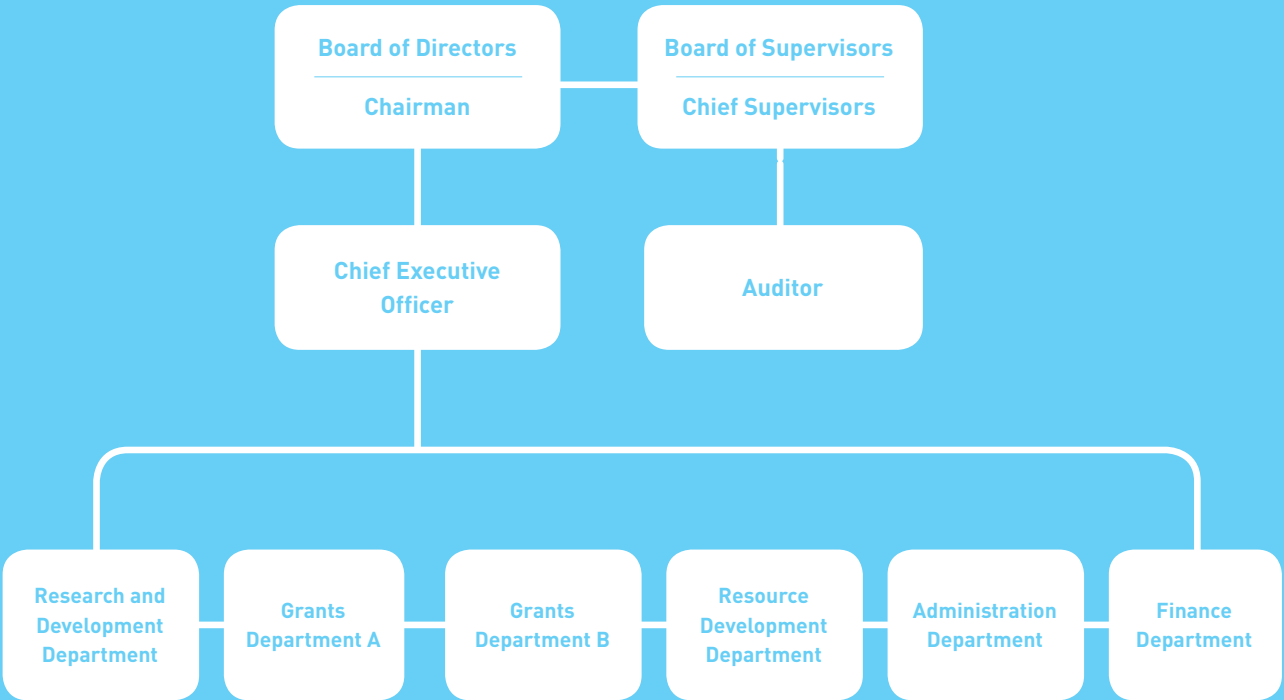 Board of Directors
Chairman
Board of Supervisors
Chief Supervisors
Chief Executive
Officer
Auditor
Research and
Development
Department
Grants
Department A
Grants
Department B
Resource
Development
Department
Administration
Department
Finance
Department